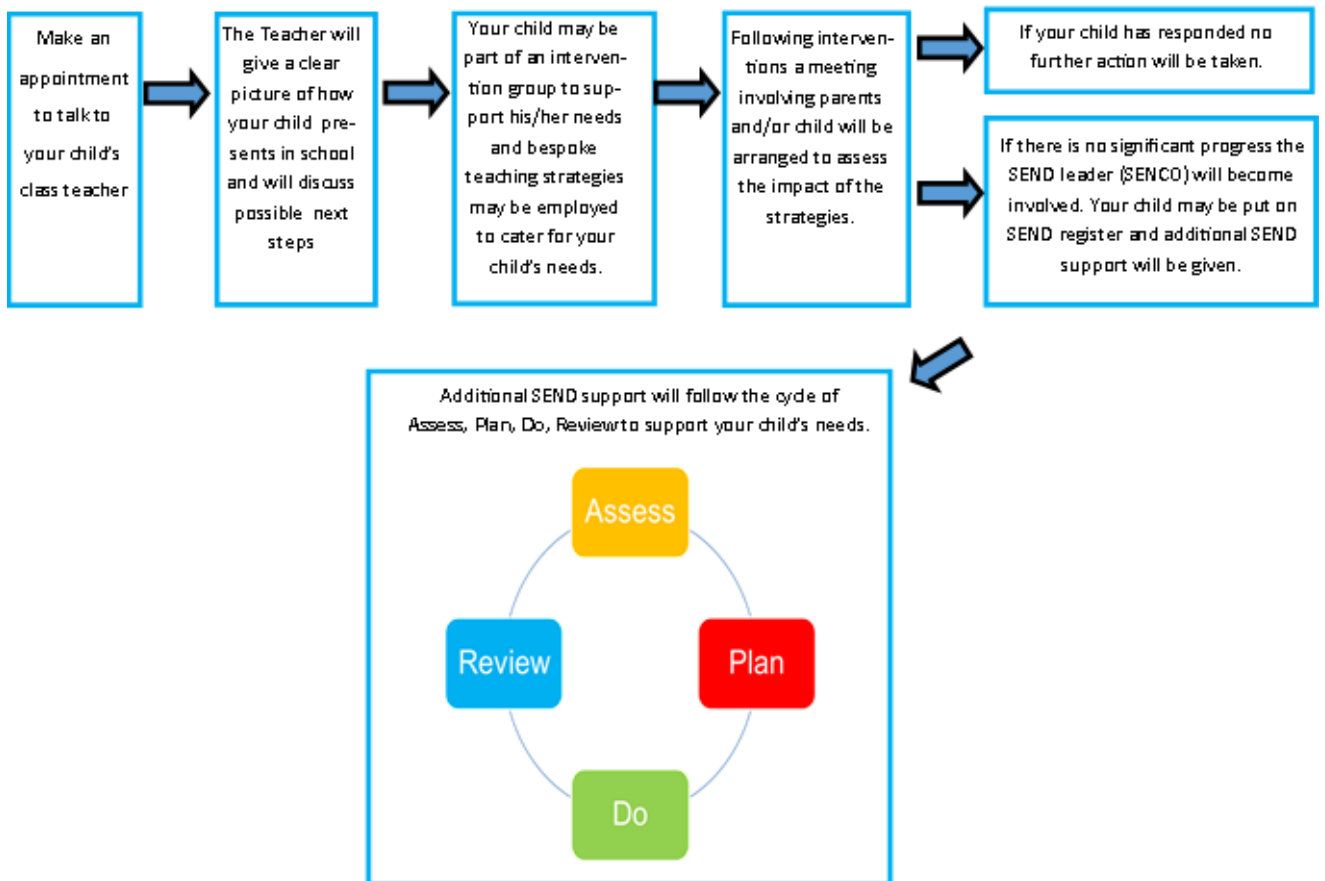 Make an
appointment
to talk to
your child's
class teacher
The Teacher will
give a clear
picture of how
your child pre-
sents in school
and will discuss
possible next
steps
Your child may be
part of an interven-
tion group to sup-
port his/her needs
and bespoke
teaching strategies
may be employed
to cater for your
child's needs.
Following interven-
tions a meeting
involving parents
and/or child will be
arranged to assess
the impact of the
strategies.
If your child has responded no
further action will be taken.
If there is no significant progress the
SEND leader (SENCO) will become
involved. Your child may be put on
SEND register and additional SEND
support will be given.
Additional SEND support will follow the cycle of
Assess, Plan, Do, Review to support your child's needs.
Assess
Plan
Do
Review